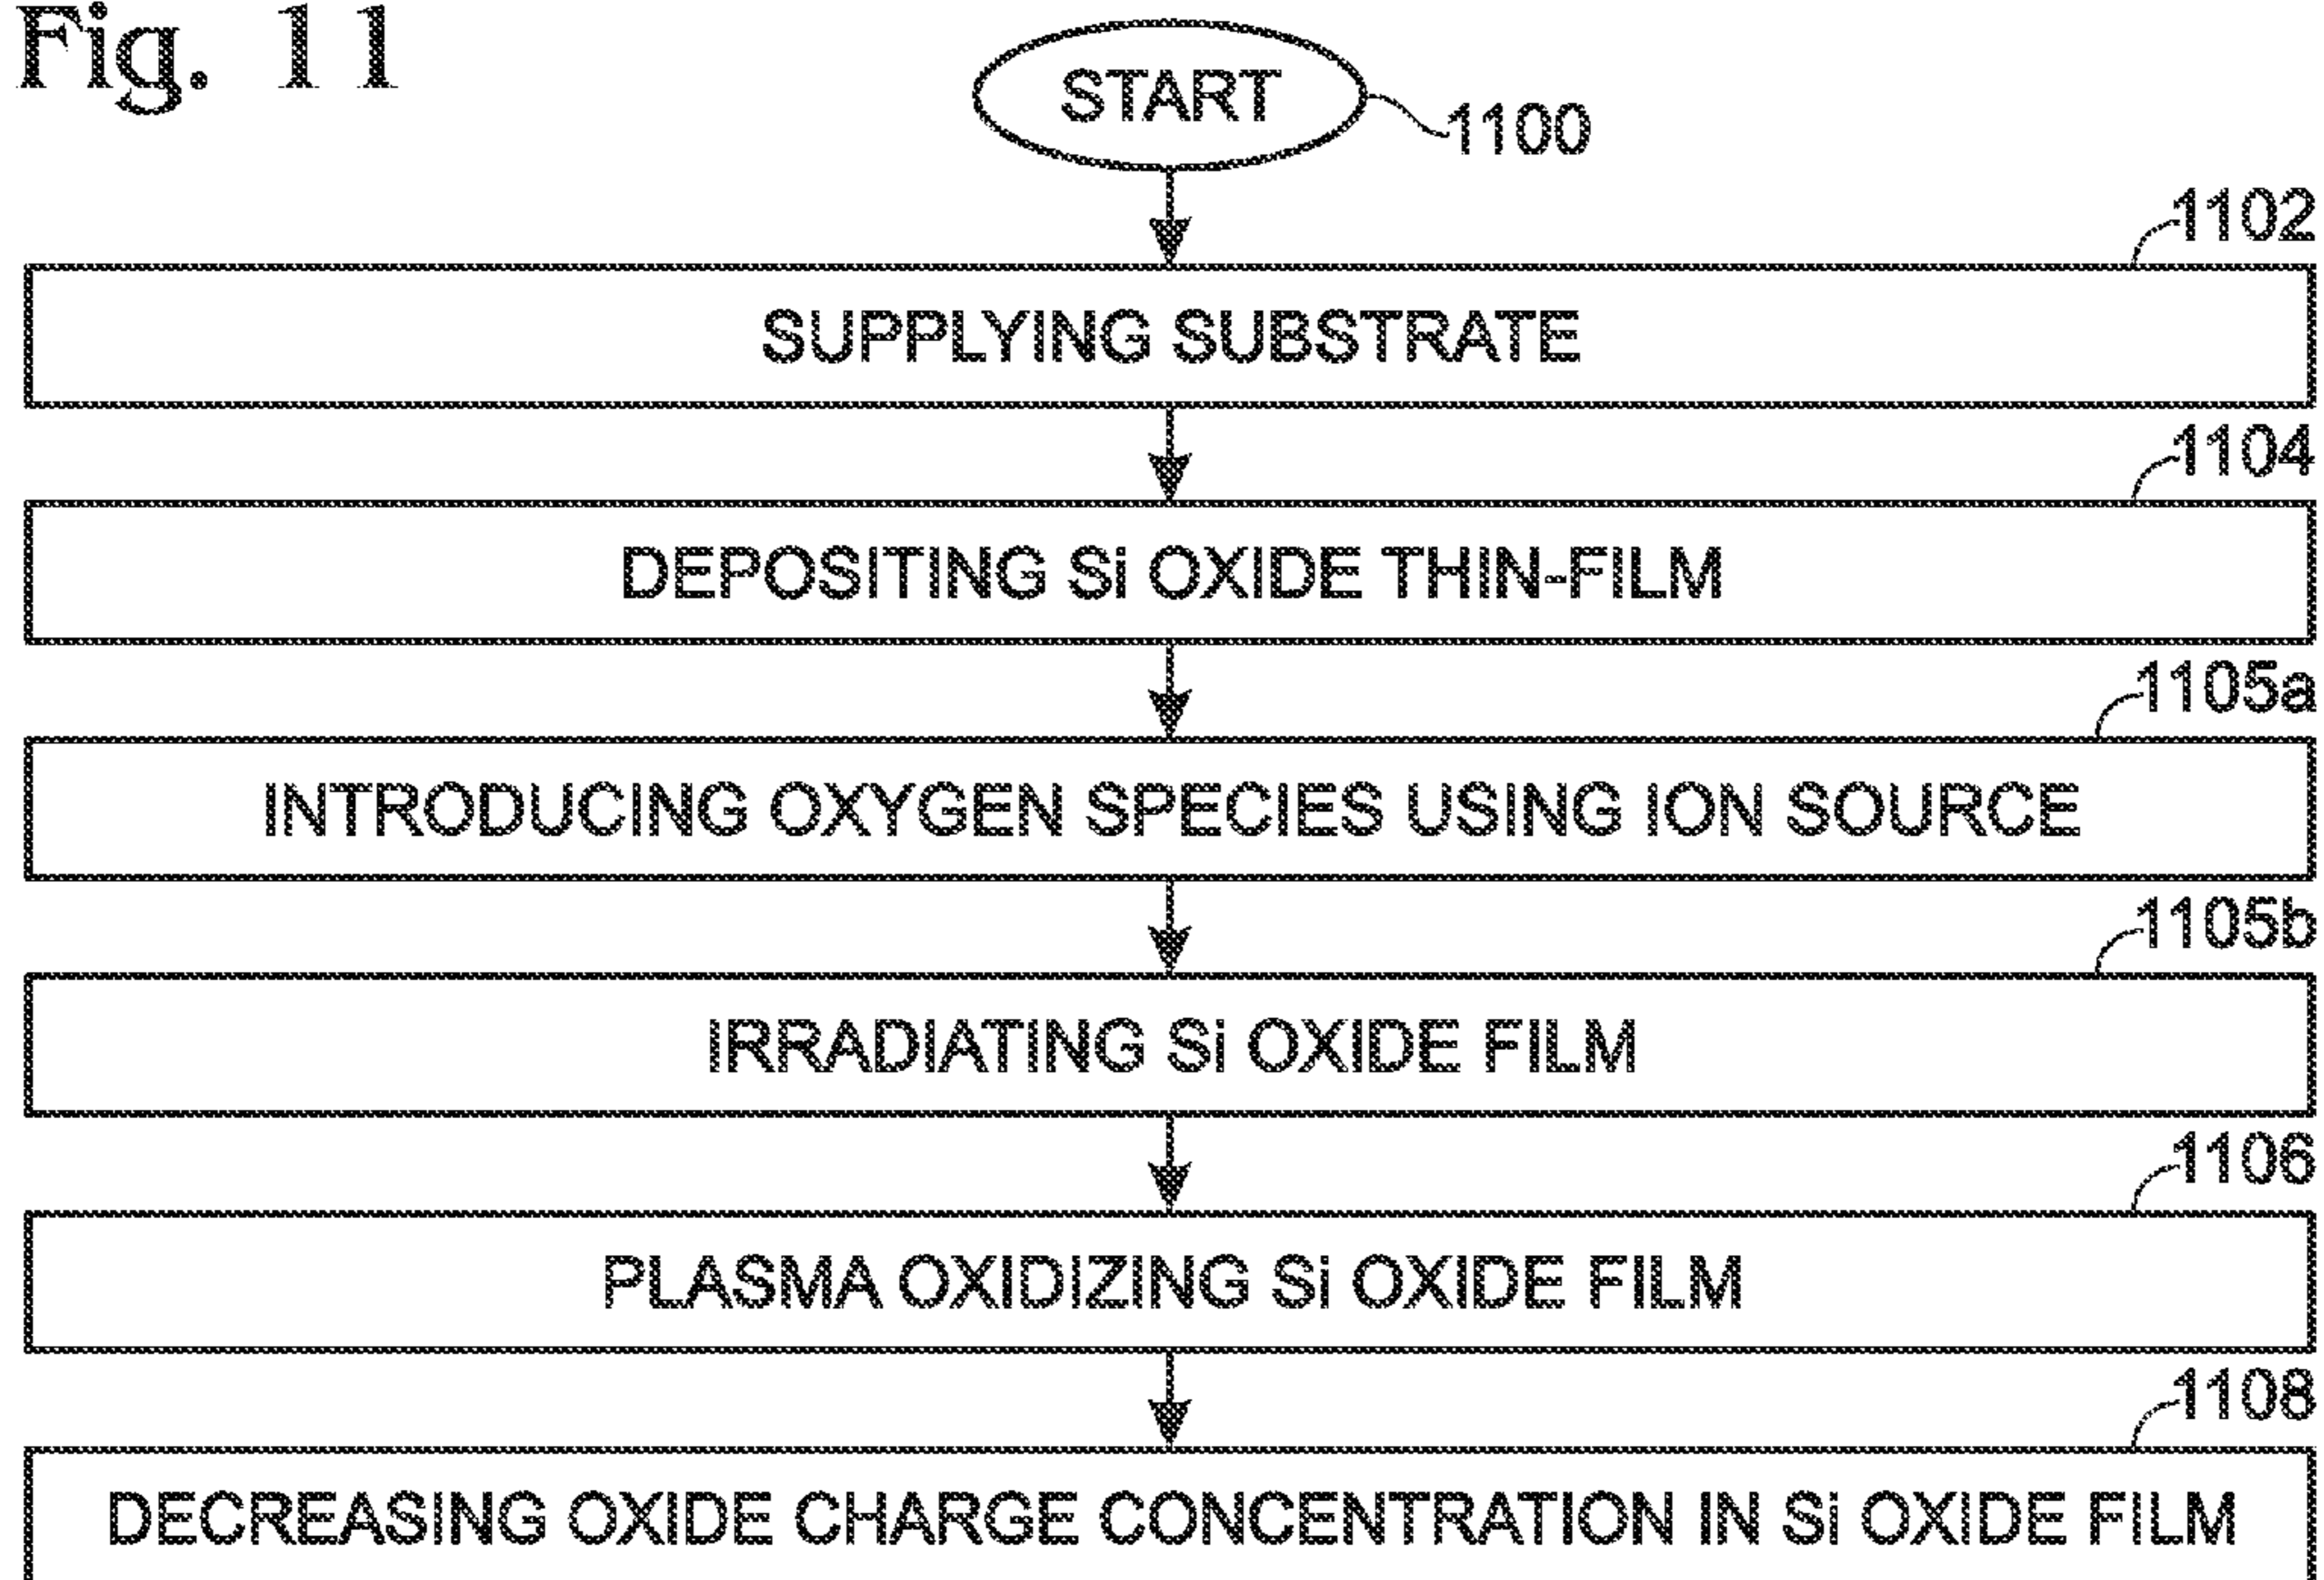 Fig. 11
START
1100
1102
SUPPLYING SUBSTRATE
1104
DEPOSITING Si OXIDE THIN-FILM
1105a
INTRODUCING OXYGEN SPECIES USING ION SOURCE
1105b
IRRADIATING Si OXIDE FILM
1106
PLASMA OXIDIZING Si OXIDE FILM
1108
DECREASING OXIDE CHARGE CONCENTRATION IN Si OXIDE FILM